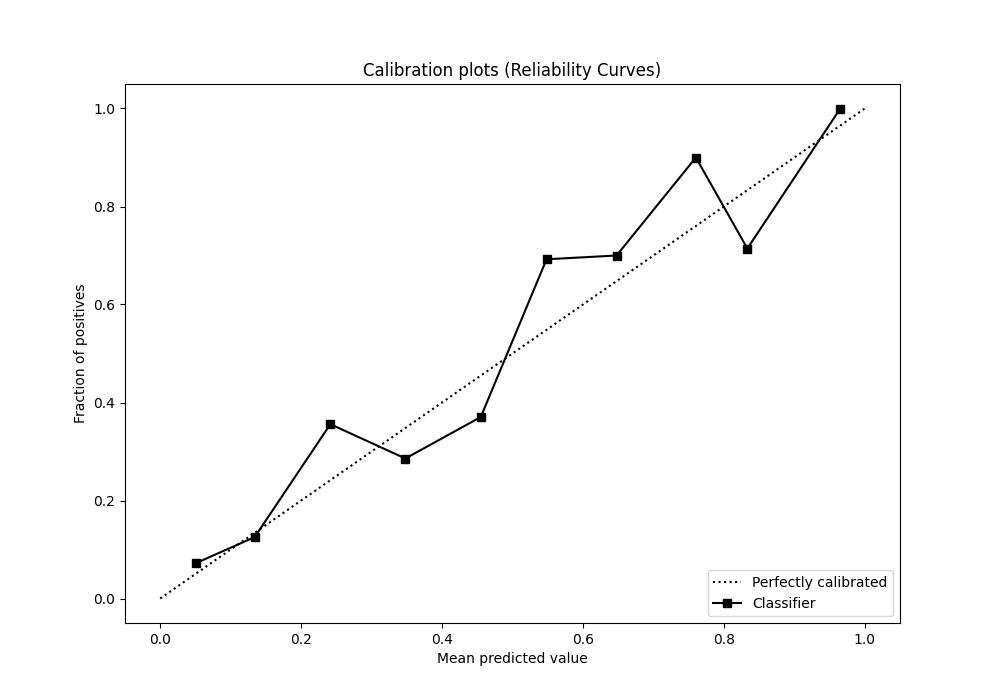 Calibration plots (Reliability Curves)
1.0
0.8
0.6
0.4
0.2
0.0
Fraction of positives
Perfectly calibrated
Classifier
0.0 0.2 0.4 0.6 0.8 1.0
Mean predicted value